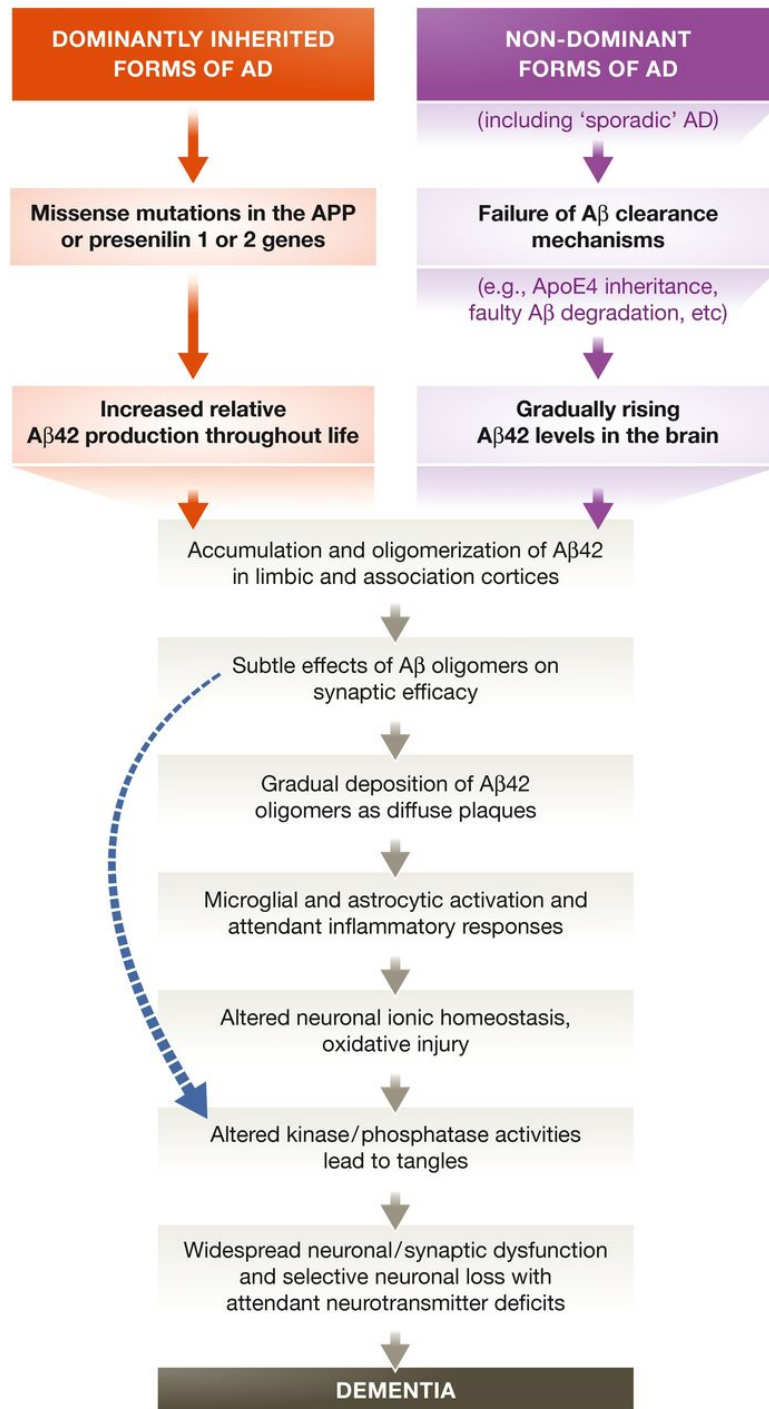 DOMINANTLY INHERITED
FORMS OF AD
Missense mutations in the APP
or presenilin 1 or 2 genes
Increased relative
Aβ42 production throughout life
NON-DOMINANT
FORMS OF AD
(including ‘sporadic’ AD)
Failure of Aβ clearance
mechanisms
(e.g., ApoE4 inheritance,
faulty Aβ degradation, etc)
Gradually rising
Aβ42 levels in the brain
Accumulation and oligomerization of Aβ42
in limbic and association cortices
Subtle effects of Aβ oligomers on
synaptic efficacy
Gradual deposition of Aβ42
oligomers as diffuse plaques
Microglial and astrocytic activation and
attendant inflammatory responses
Altered neuronal ionic homeostasis,
oxidative injury
Altered kinase/phosphatase activities
lead to tangles
Widespread neuronal/synaptic dysfunction
and selective neuronal loss with
attendant neurotransmitter deficits
DEMENTIA